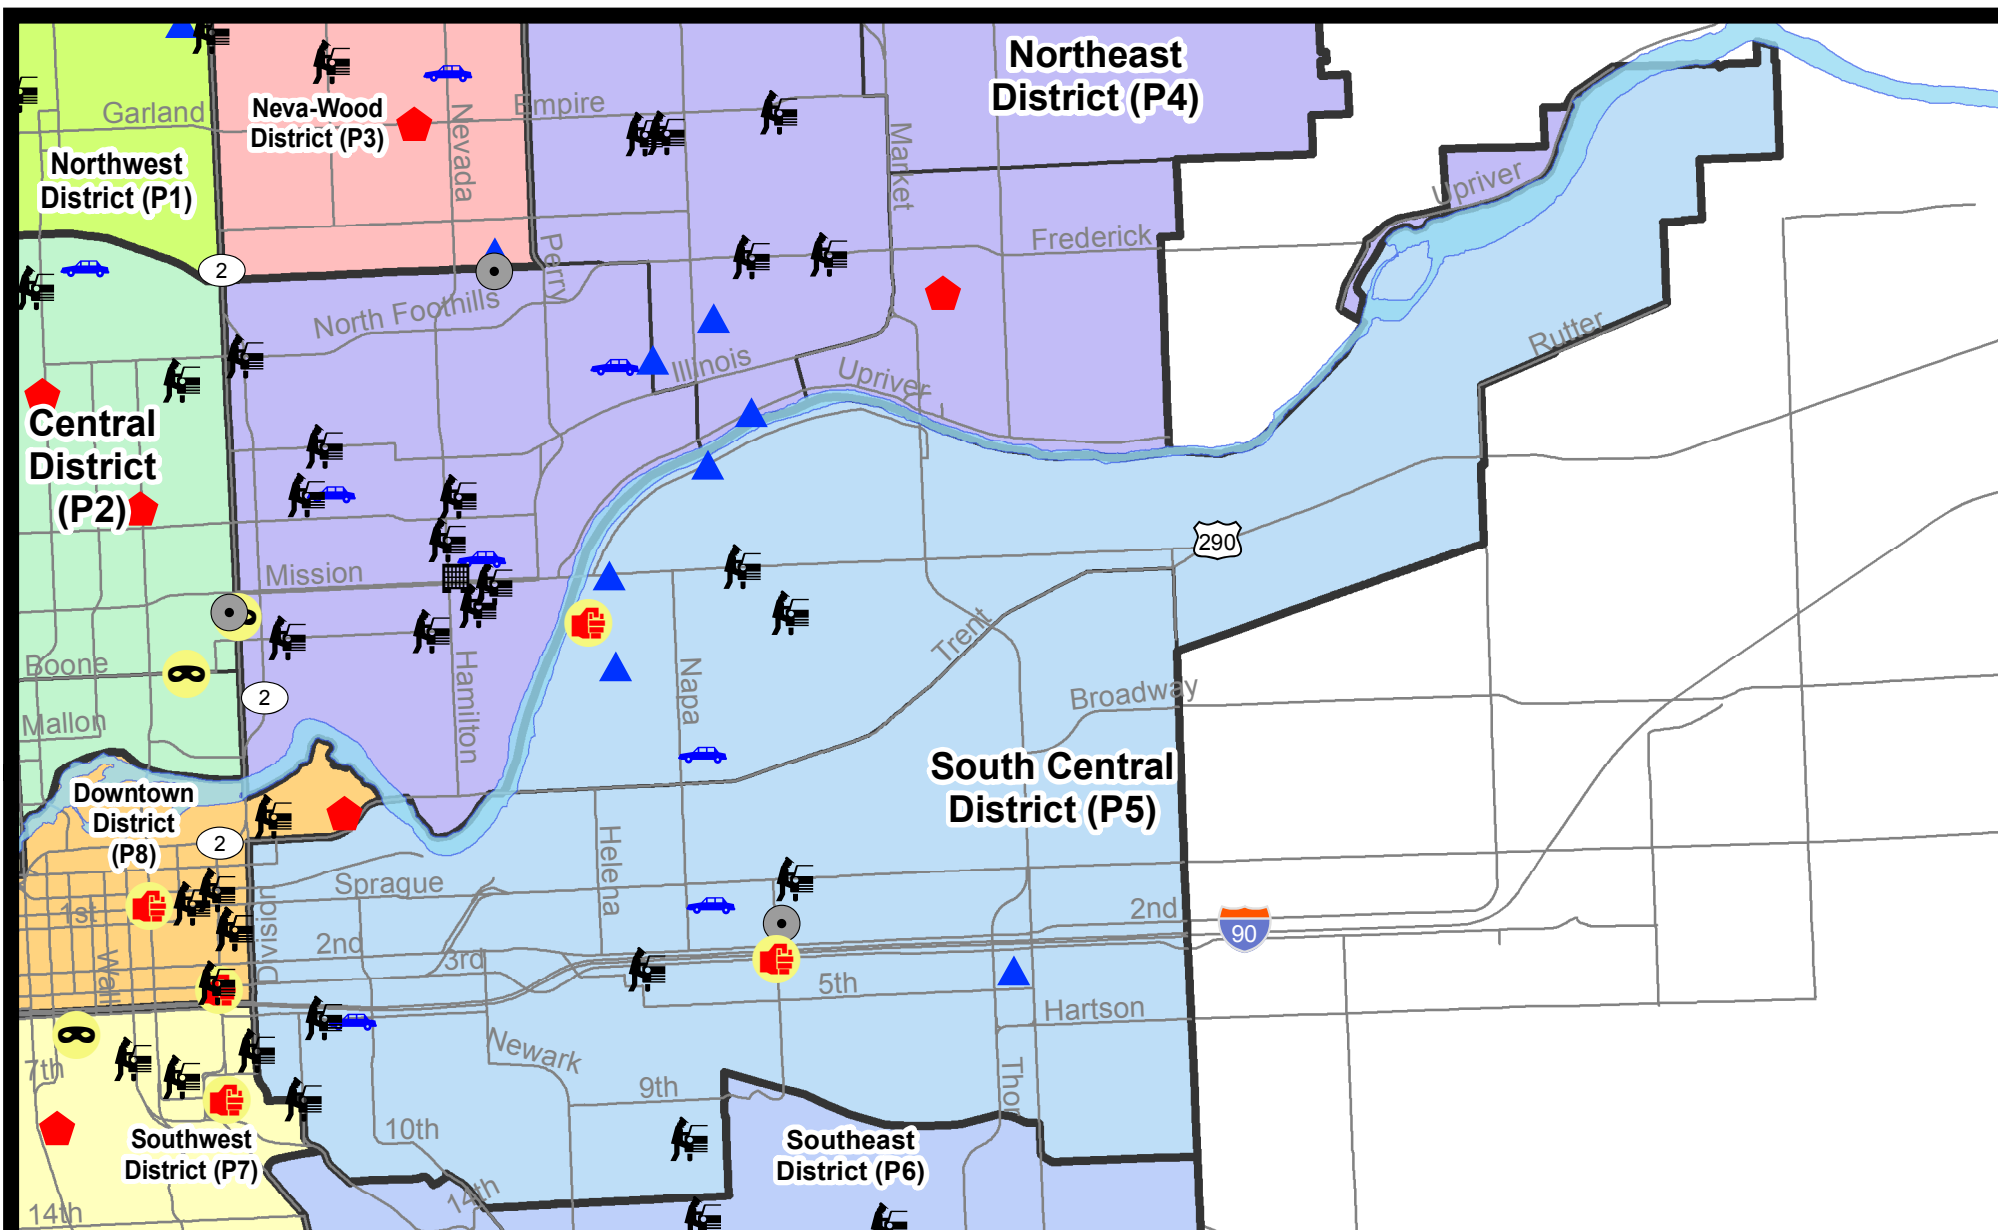 Northeast
District (P4)
Neva-Wood
District (P3)
Garland
Empire
Nevada
Market
Northwest
District (P1)
Upriver
Frederick
Perry
2
North Foothills
Rutter
Illinois
Upriver
Central
District
(P2)
290
Mission
Trent
Boone
Hamilton
Napa
2
Broadway
Mallon
South Central
District (P5)
Downtown
District
(P8)
2
Helena
Sprague
1st
2nd
90
2nd
3rd
Wall
Division
5th
Hartson
Newark
7th
9th
Thor
10th
Southwest
District (P7)
Southeast
District (P6)
14th
14th